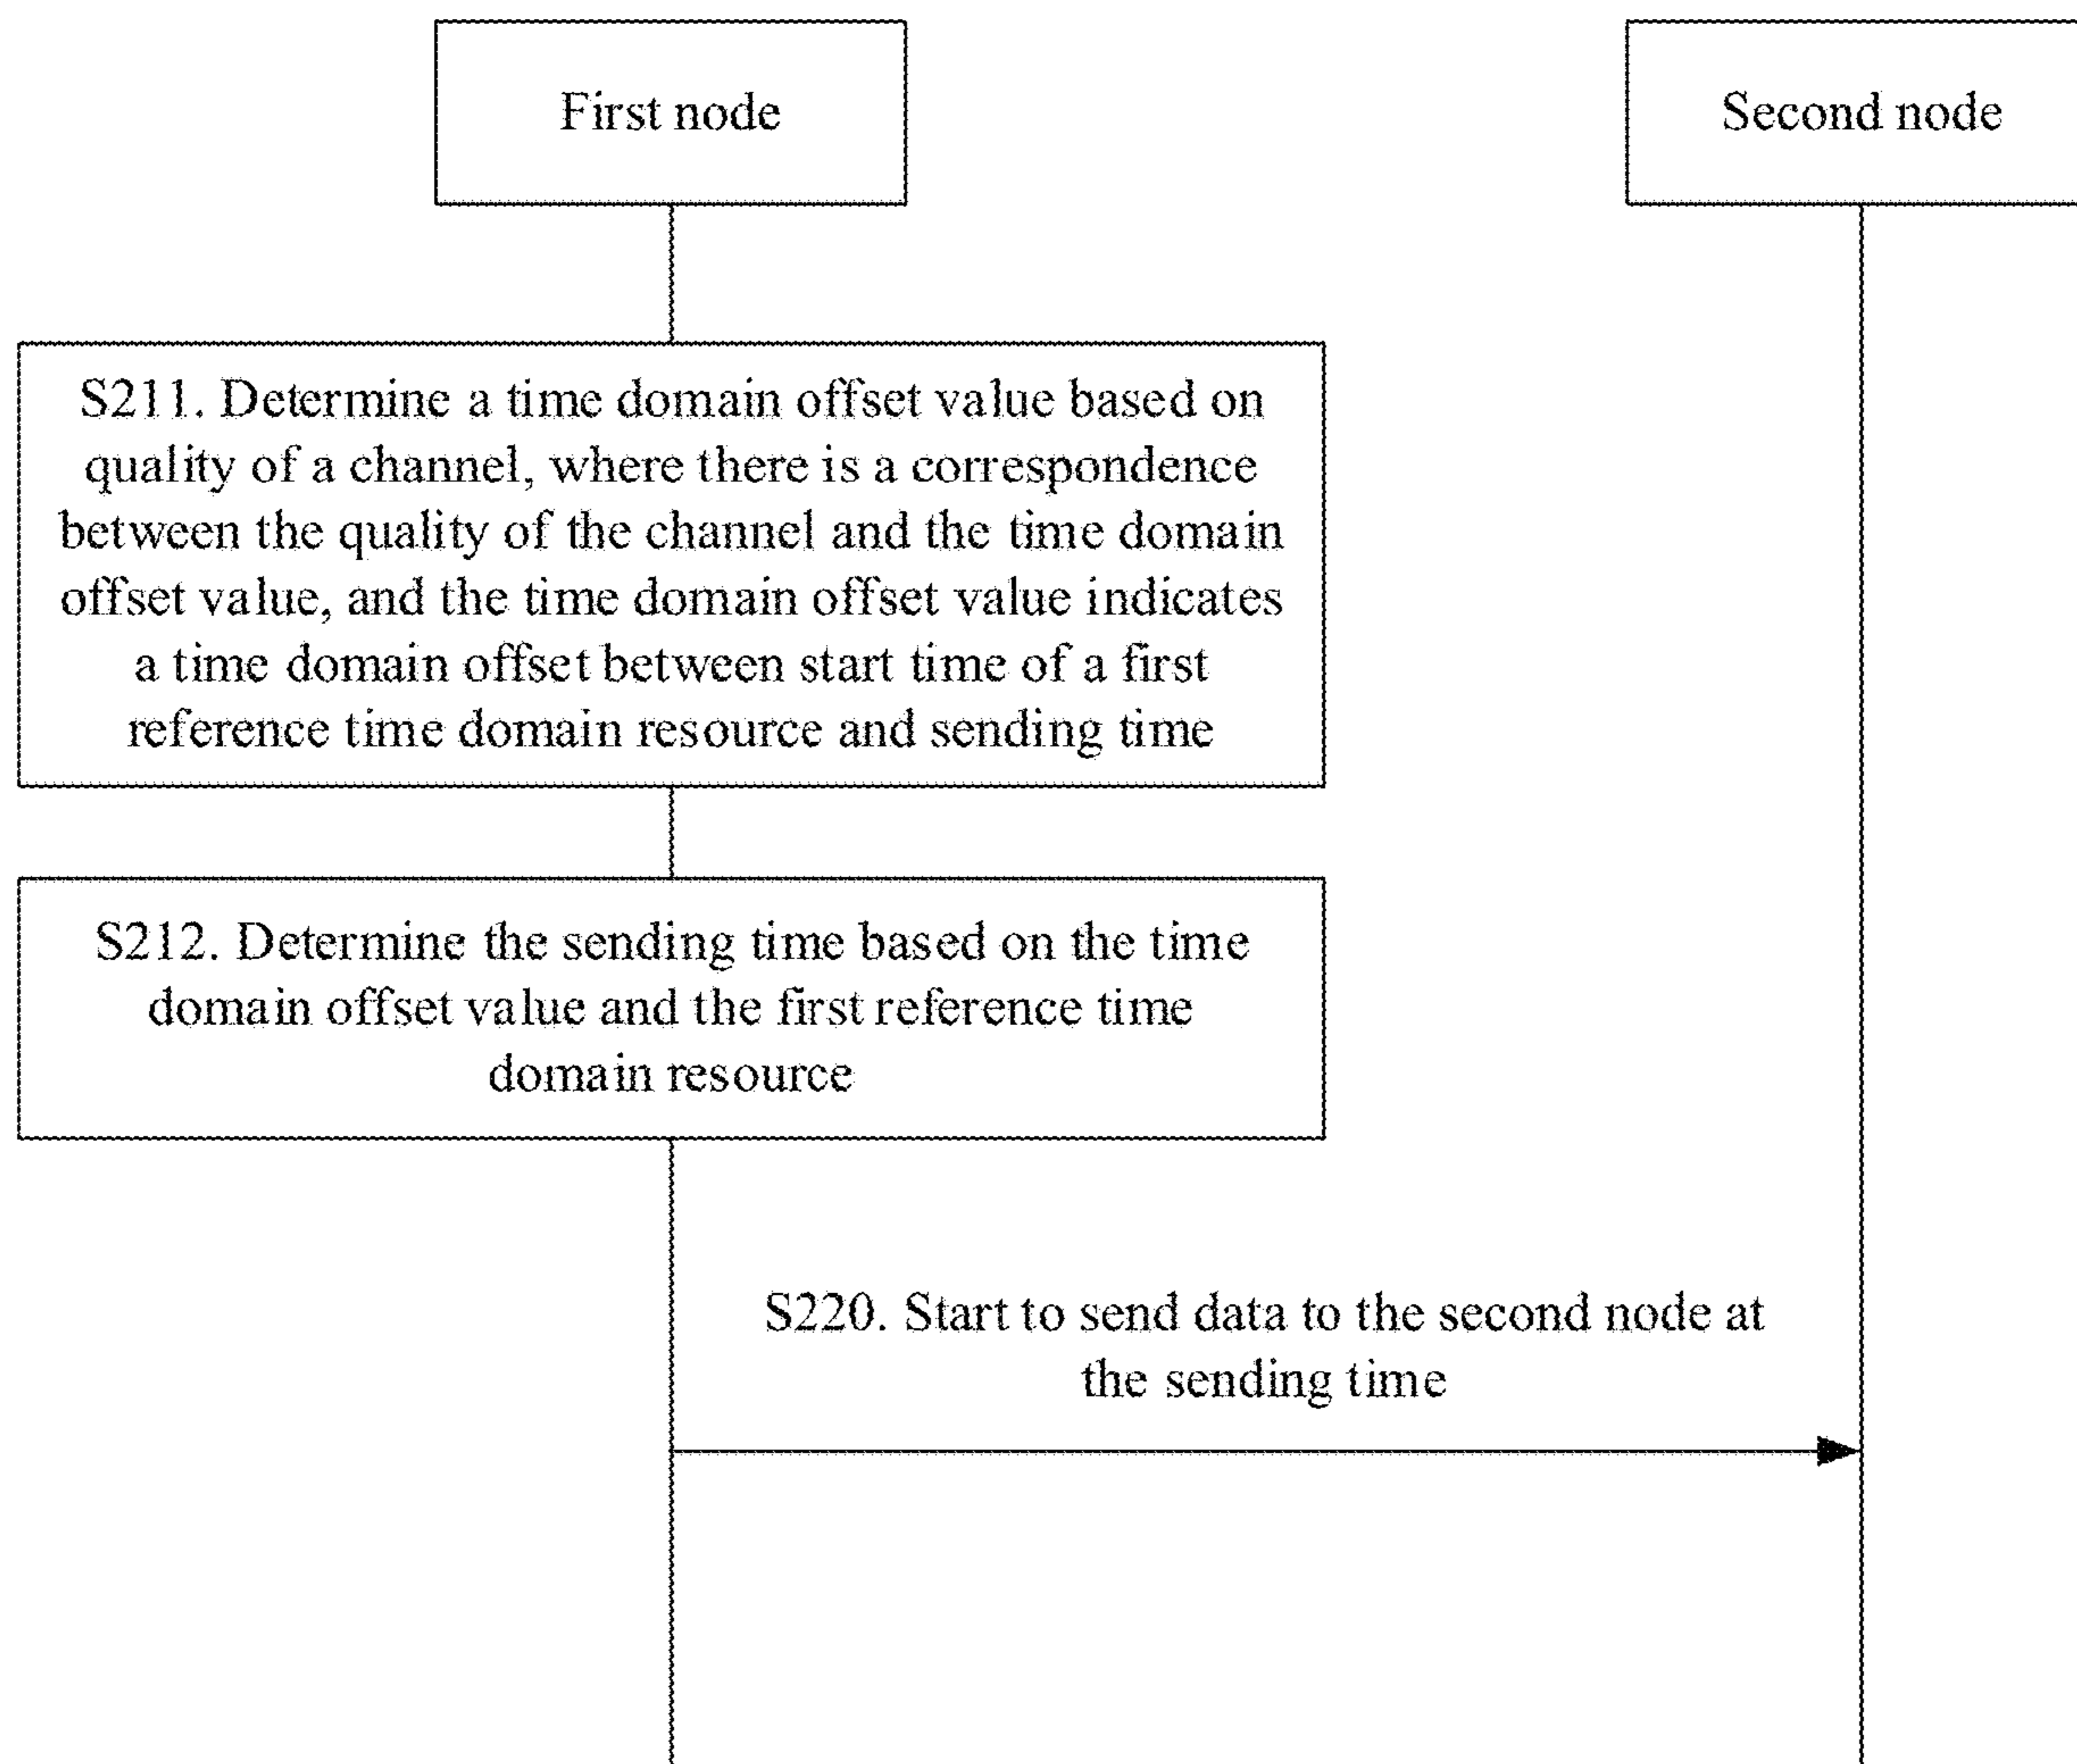 First node
Second node
S211. Determine a time domain offset value based on
quality of a channel, where there is a correspondence
between the quality of the channel and the time domain
offset value, and the time domain offset value indicates
a time domain offset between start time of a first
reference time domain resource and sending time
S212. Determine the sending time based on the time
domain offset value and the first reference time
domain resource
S220. Start to send data to the second node at
the sending time